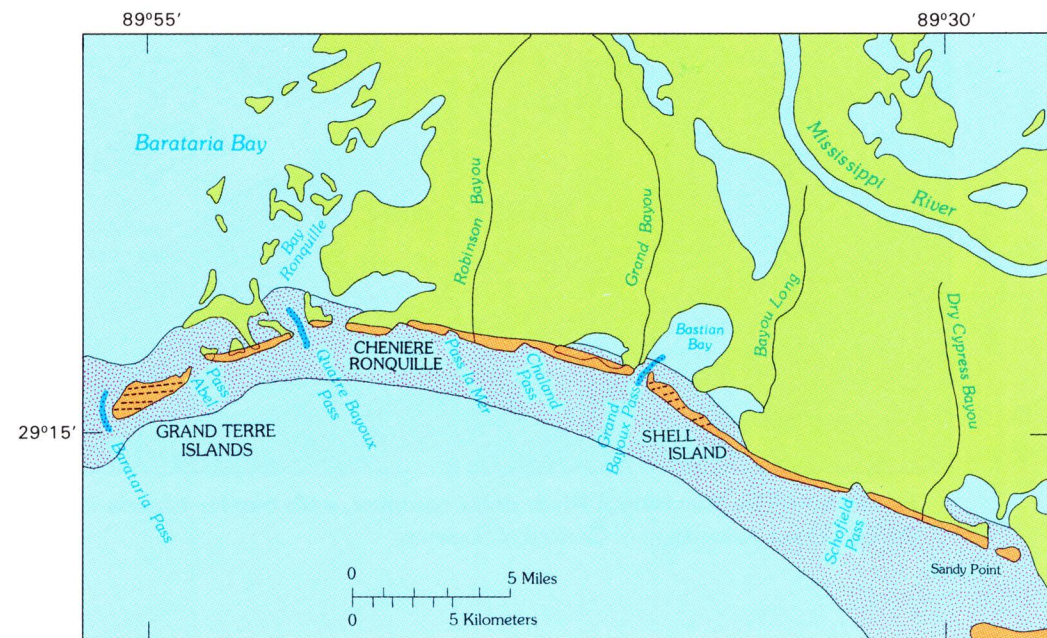 89°55'
89°30'
Barataria Bay
Mississippi
River
Bay
Ronquille
Robinson Bayou
Grand Bayou
Bayou Long
Dry Cypress Bayou
Bastian
Bay
CHENIERE
RONQUILLE
Pass la Mer
Chaland
Pass
Quatre Bayoux
Pass
Pass
Abel
Grand
Bayoux Pass
SHELL
ISLAND
29°15'
GRAND TERRE
ISLANDS
Barataria Pass
Schofield
Pass
Sandy Point
0
5 Miles
0
5 Kilometers